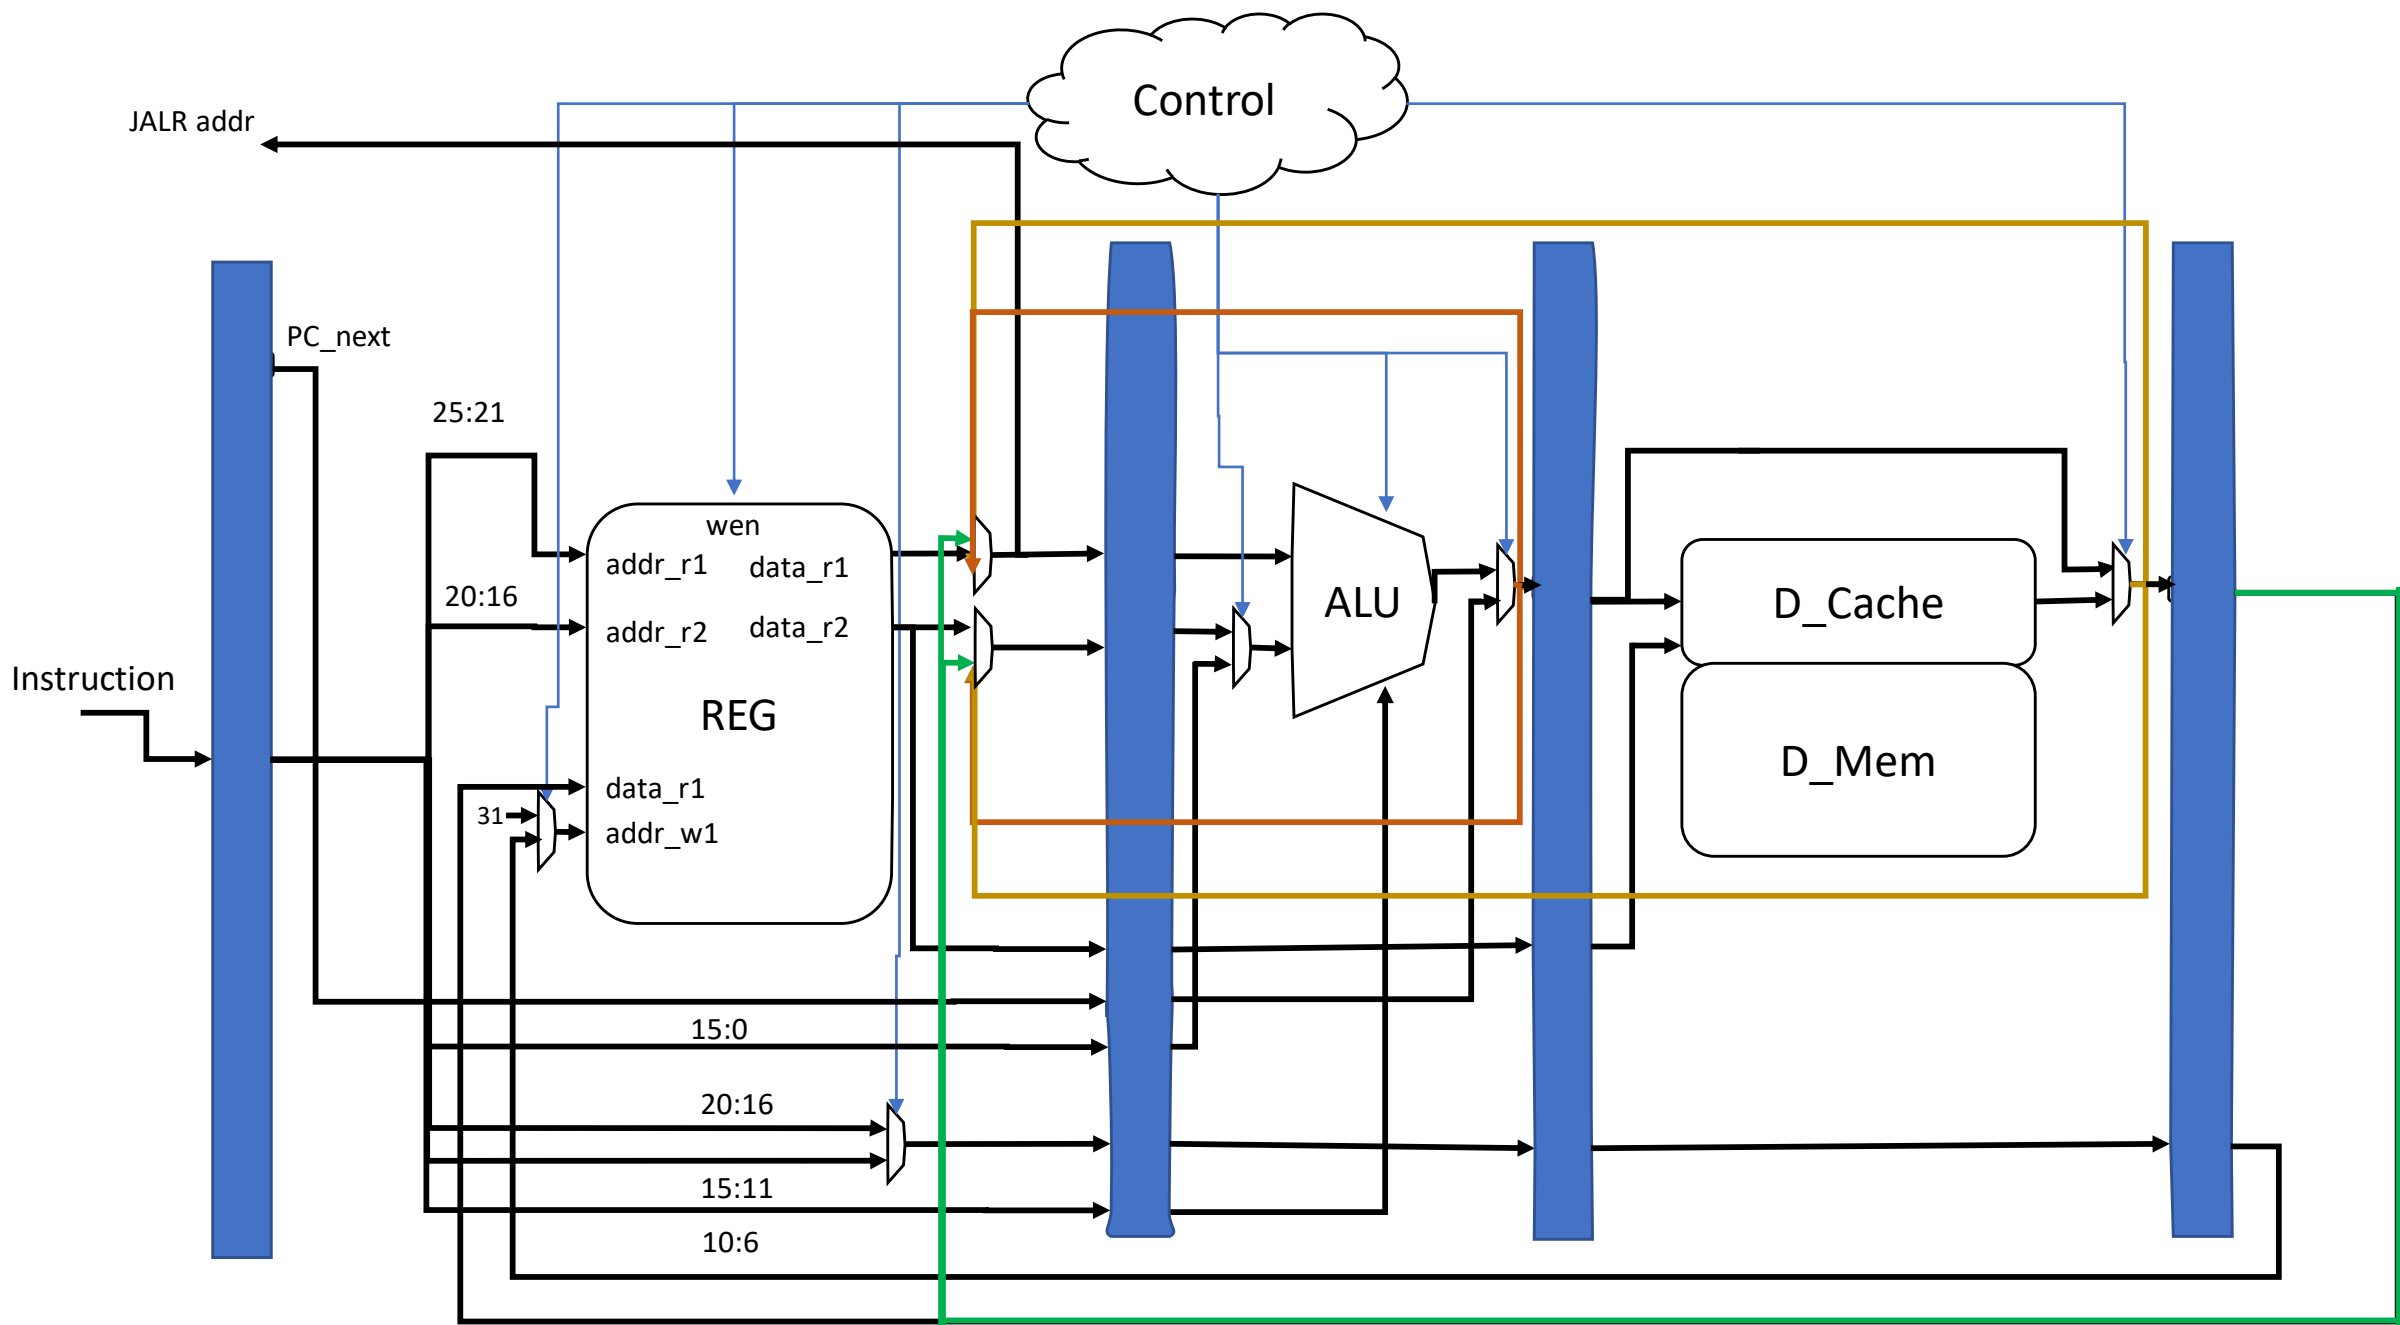 Control
JALR addr
PC_next
25:21
wen
addr_r1
data_r1
20:16
addr_r2
data_r2
ALU
D_Cache
Instruction
REG
D_Mem
data_r1
31
addr_w1
15:0
20:16
15:11
10:6